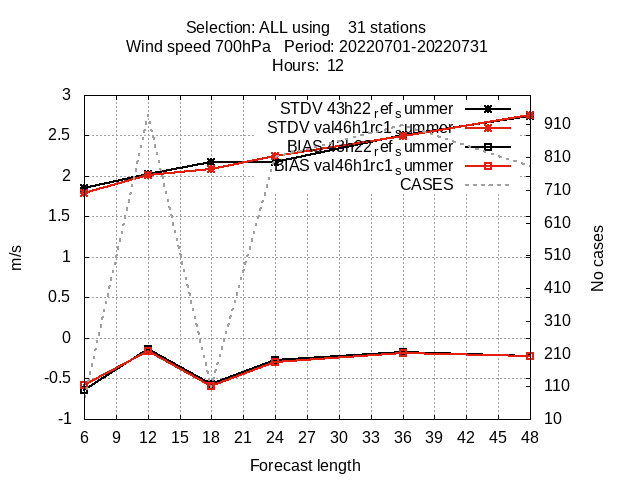 Selection: ALL using    31 stations
Wind speed 700hPa   Period: 20220701-20220731
Hours:  12
STDV 43h22_ref_summer
STDV val46h1rc1_summer
BIAS 43h22_ref_summer
BIAS val46h1rc1_summer
CASES
3
2.5
2
1.5
1
0.5
0
-0.5
-1
m/s
910
810
710
610
510
410
310
210
110
10
No cases
6 9 12 15 18 21 24 27 30 33 36 39 42 45 48
Forecast length